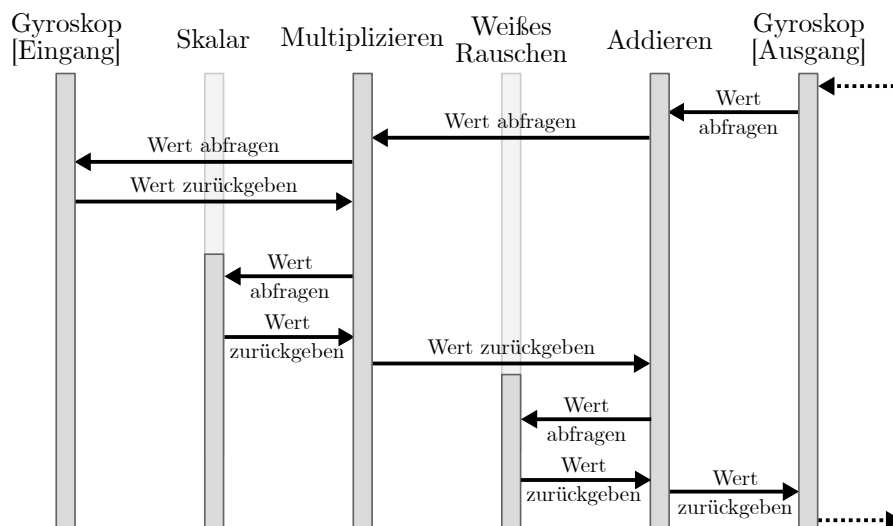 Gyroskop
[Eingang]
Skalar
Multiplizieren
Weißes
Rauschen
Addieren
Gyroskop
[Ausgang]
Wert
abfragen
Wert abfragen
Wert abfragen
Wert zurückgeben
Wert
abfragen
Wert
zurückgeben
Wert zurückgeben
Wert
abfragen
Wert
zurückgeben
Wert
zurückgeben